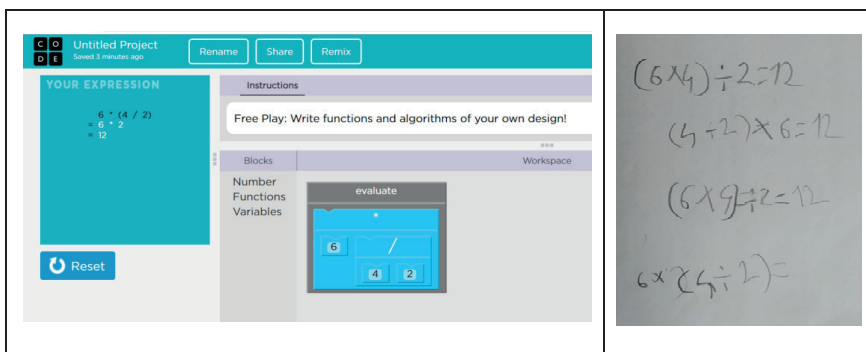 CODE
Untitled Project
Saved 3 minutes ago
Rename
Share
Remix
YOUR EXPRESSION
6 * (4 / 2)
= 6 * 2
= 12
Reset
Instructions
Free Play: Write functions and algorithms of your own design!
Blocks
Workspace
Number
Functions
Variables
evaluate
*
6
/
4 2
(6×4)÷2=12
(4÷2)×6=12
(6×4)÷2=12
6×(4÷2)=